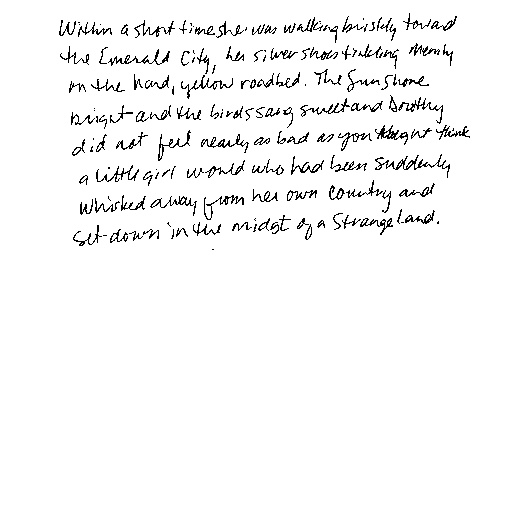 Within a short time she was walking briskly toward
the Emerald City, her silver shoes tinkling merrily
on the hard, yellow roadbed. The sun shone
bright and the birds sang sweet and Dorothy
did not feel nearly as bad as you might think
a little girl would who had been suddenly
whisked away from her own country and
set down in the midst of a strange land.